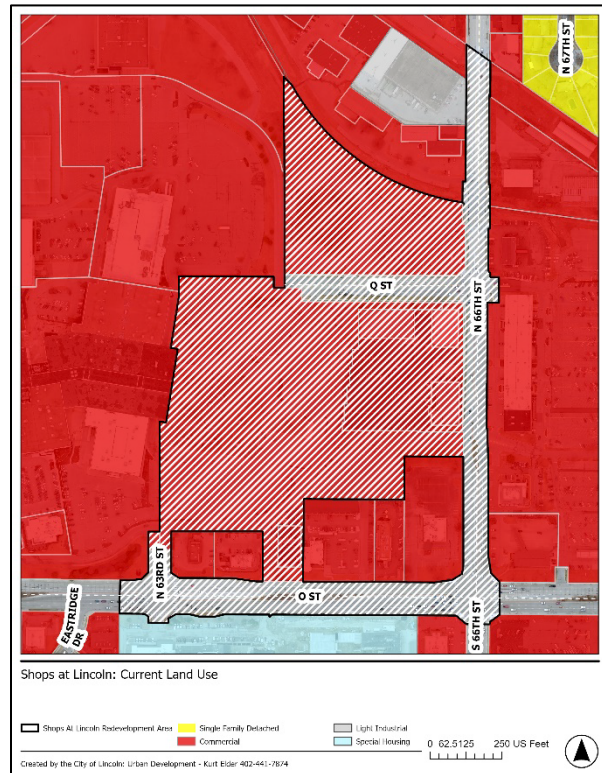 N 67TH ST
Q ST
N 66TH ST
N 63RD ST
O ST
EASTRIDGE DR
S 66TH ST
Shops at Lincoln: Current Land Use
Shops At Lincoln Redevelopment Area
Single Family Detached
Light Industrial
Commercial
Special Housing
0 62.5125 250 US Feet
Created by the City of Lincoln: Urban Development - Kurt Elder 402-441-7874